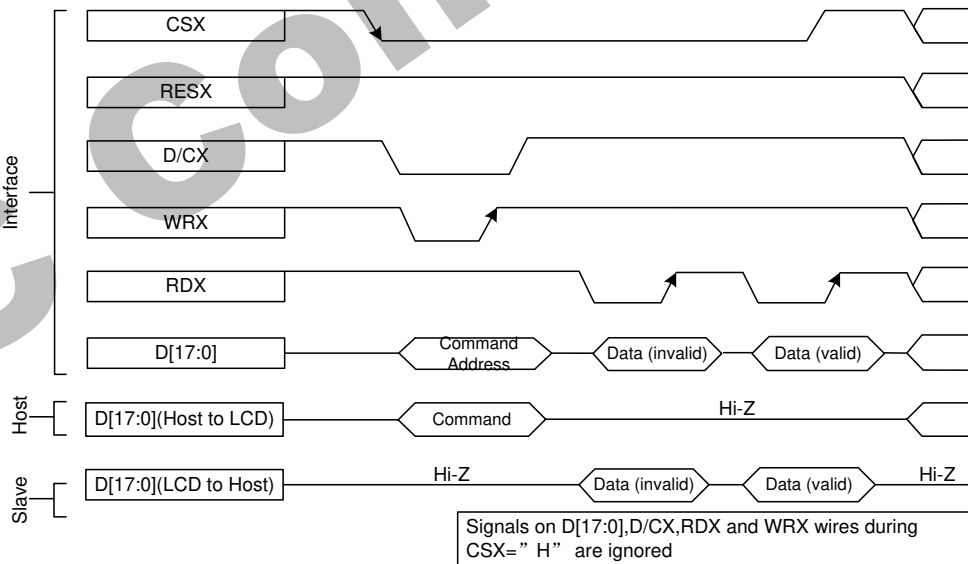 CSX
RESX
D/CX
WRX
RDX
D[17:0]
Command
Address
Data (invalid)
Data (valid)
Interface
Host
D[17:0](Host to LCD)
Command
Hi-Z
Slave
D[17:0](LCD to Host)
Hi-Z
Data (invalid)
Data (valid)
Hi-Z
Signals on D[17:0],D/CX,RDX and WRX wires during
CSX=”H” are ignored